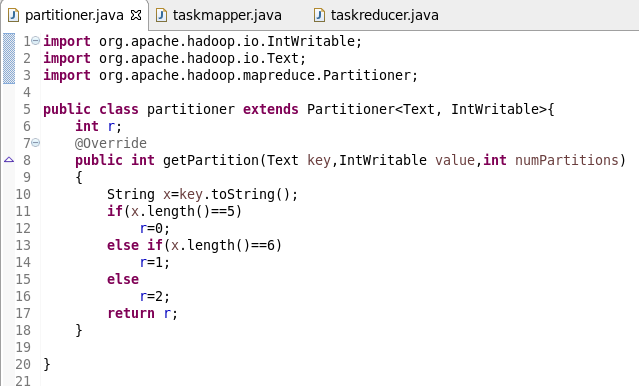 partitioner.java taskmapper.java taskreducer.java
1 import org.apache.hadoop.io.IntWritable;
2 import org.apache.hadoop.io.Text;
3 import org.apache.hadoop.mapreduce.Partitioner;
4
5 public class partitioner extends Partitioner<Text, IntWritable>{
6     int r;
7     @Override
8     public int getPartition(Text key,IntWritable value,int numPartitions)
9     {
10         String x=key.toString();
11         if(x.length()==5)
12             r=0;
13         else if(x.length()==6)
14             r=1;
15         else
16             r=2;
17         return r;
18     }
19
20 }
21